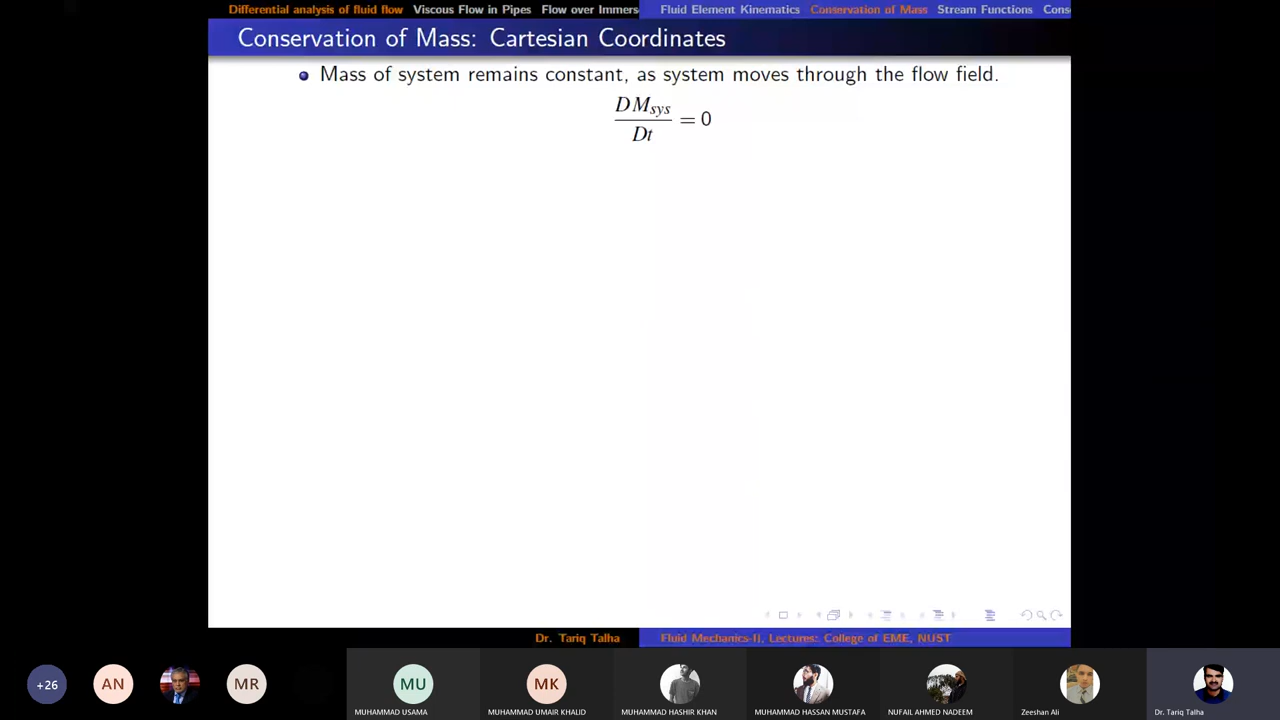 Differential analysis of fluid flow Viscous Flow in Pipes Flow over Immers Fluid Element Kinematics Conservation of Mass Stream Functions Cons
Conservation of Mass: Cartesian Coordinates
Mass of system remains constant, as system moves through the flow field.
DMsys
Dt
= 0
Dr. Tariq Talha Fluid Mechanics-II, Lectures: College of EME, NUST
+26 AN MR MU MK
MUHAMMAD USAMA MUHAMMAD UMAIR KHALID MUHAMMAD HASHIR KHAN MUHAMMAD HASSAN MUSTAFA NUFAIL AHMED NADEEM Zeeshan Ali Dr. Tariq Talha